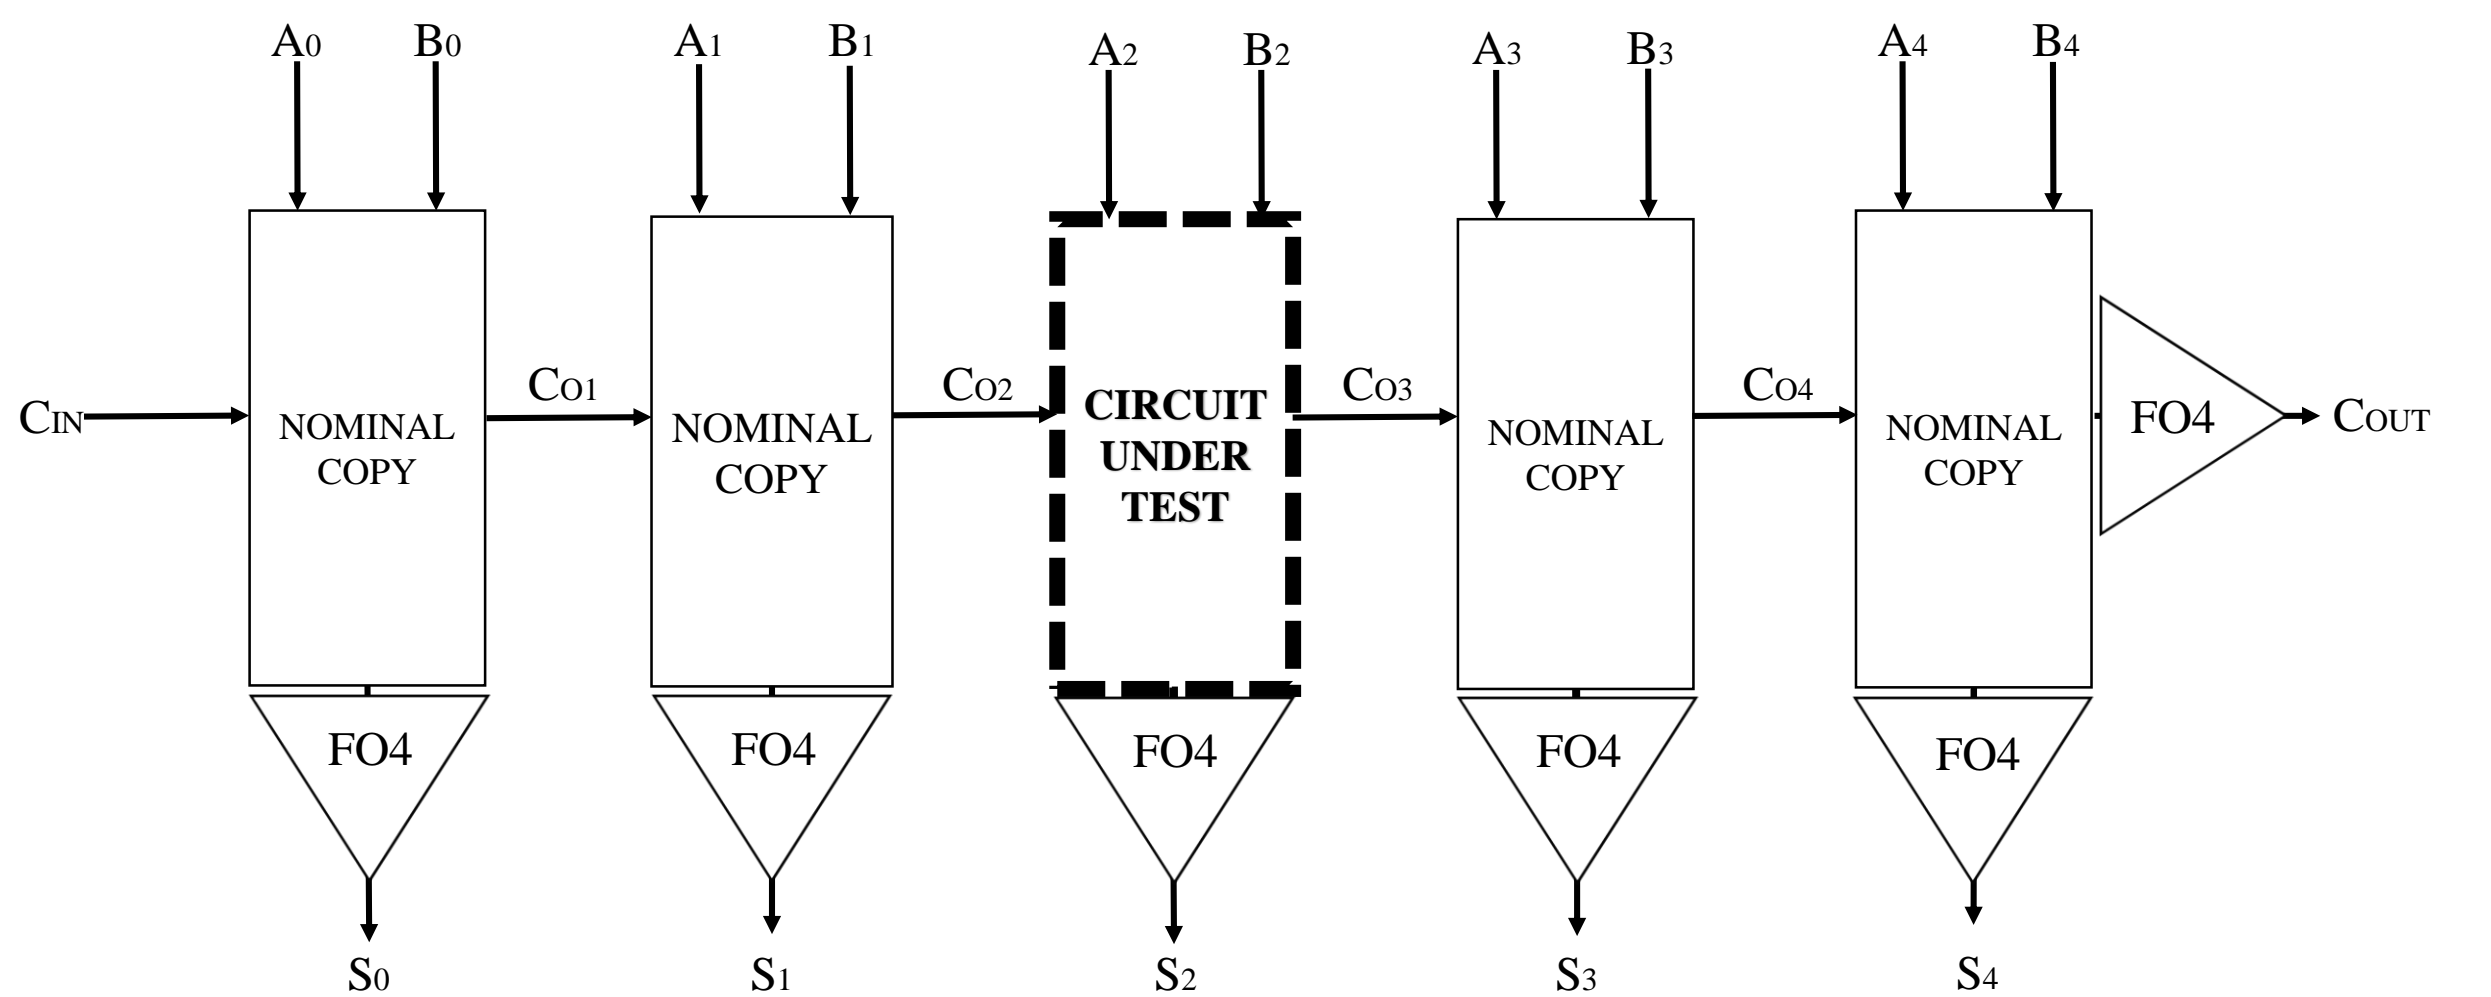 A0 B0 A1 B1 A2 B2 A3 B3 A4 B4
CIN CO1 CO2 CO3 CO4 COUT
NOMINAL
COPY
NOMINAL
COPY
CIRCUIT
UNDER
TEST
NOMINAL
COPY
NOMINAL
COPY
FO4
FO4 FO4 FO4 FO4 FO4
S0 S1 S2 S3 S4